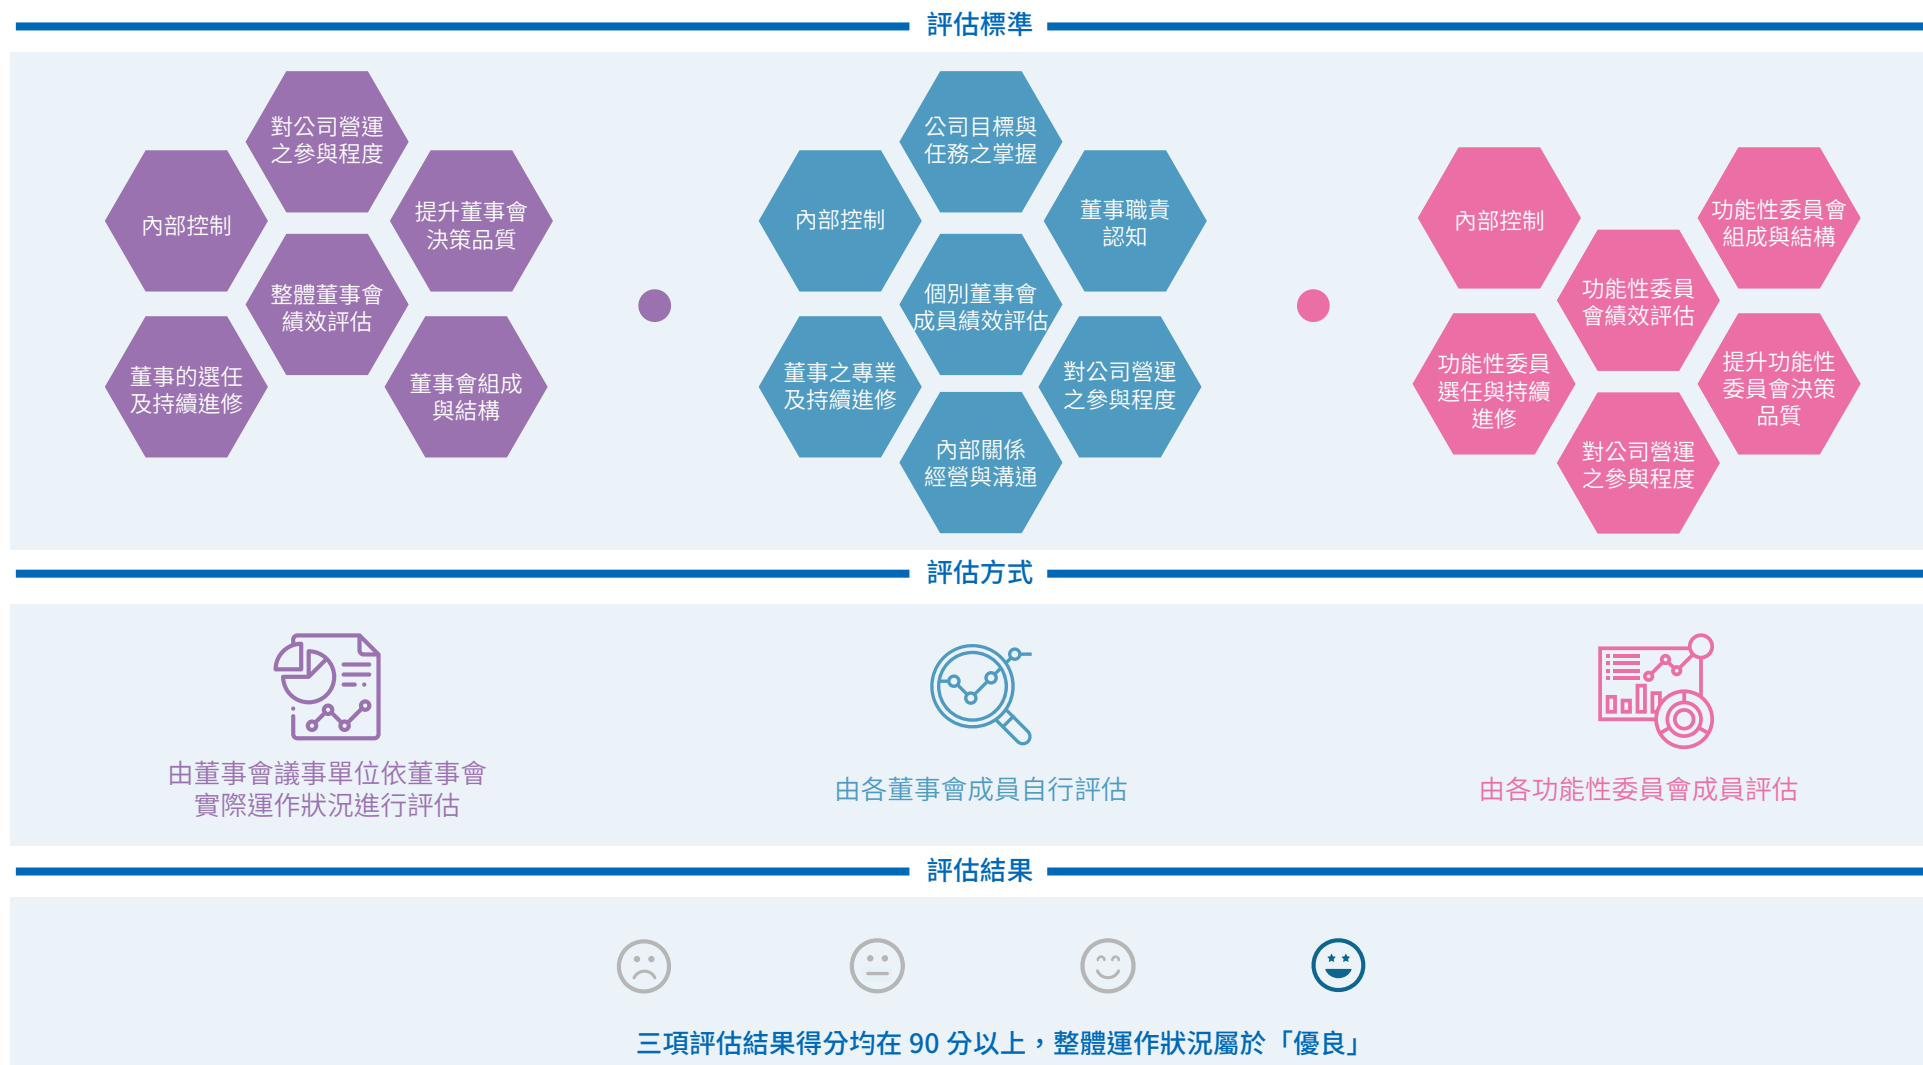 評估標準
對公司營運
之參與程度
內部控制
提升董事會
決策品質
整體董事會
績效評估
董事的選任
及持續進修
董事會組成
與結構
公司目標與
任務之掌握
內部控制
董事職責
認知
個別董事會
成員績效評估
董事之專業
及持續進修
對公司營運
之參與程度
內部關係
經營與溝通
內部控制
功能性委員會
組成與結構
功能性委員
會績效評估
功能性委員
選任與持續
進修
提升功能性
委員會決策
品質
對公司營運
之參與程度
評估方式
由董事會議事單位依董事會
實際運作狀況進行評估
由各董事會成員自行評估
由各功能性委員會成員評估
評估結果
三項評估結果得分均在 90 分以上，整體運作狀況屬於「優良」